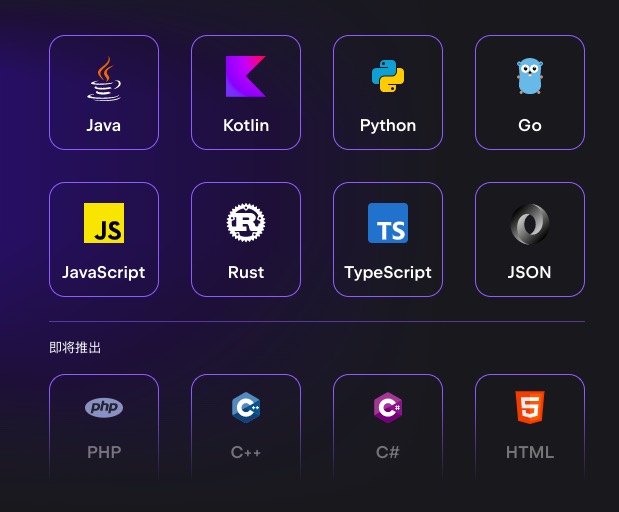 Java Kotlin Python Go
JS TS
JavaScript Rust TypeScript JSON
即将推出
php C++ C# 5
PHP C++ C# HTML